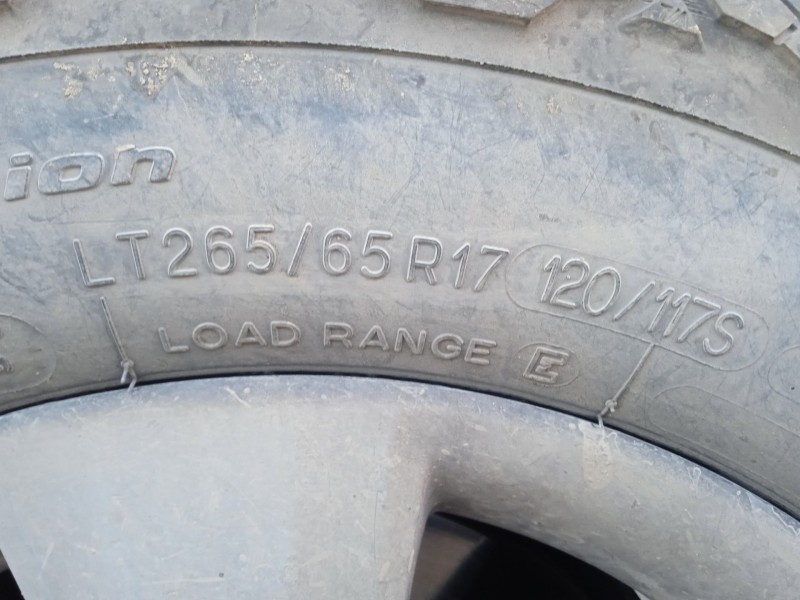 ion
LT265/65R17 120/117S
LOAD RANGE E